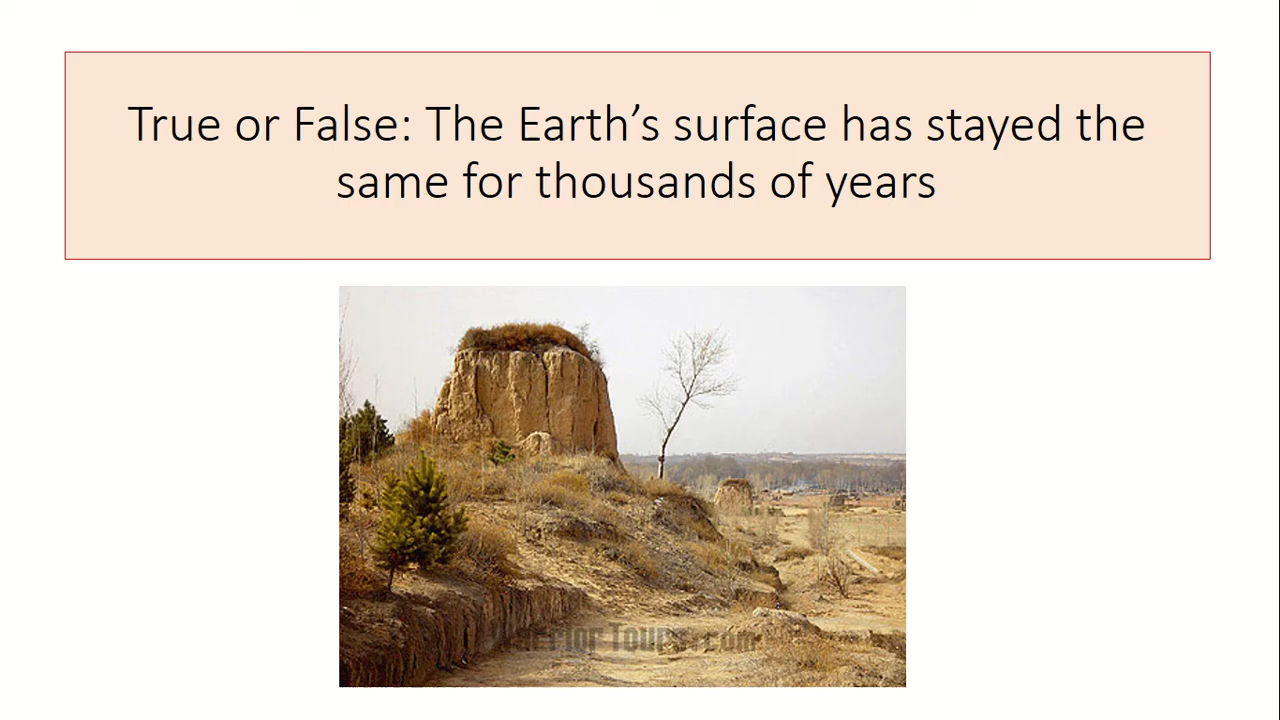 True or False: The Earth’s surface has stayed the
same for thousands of years